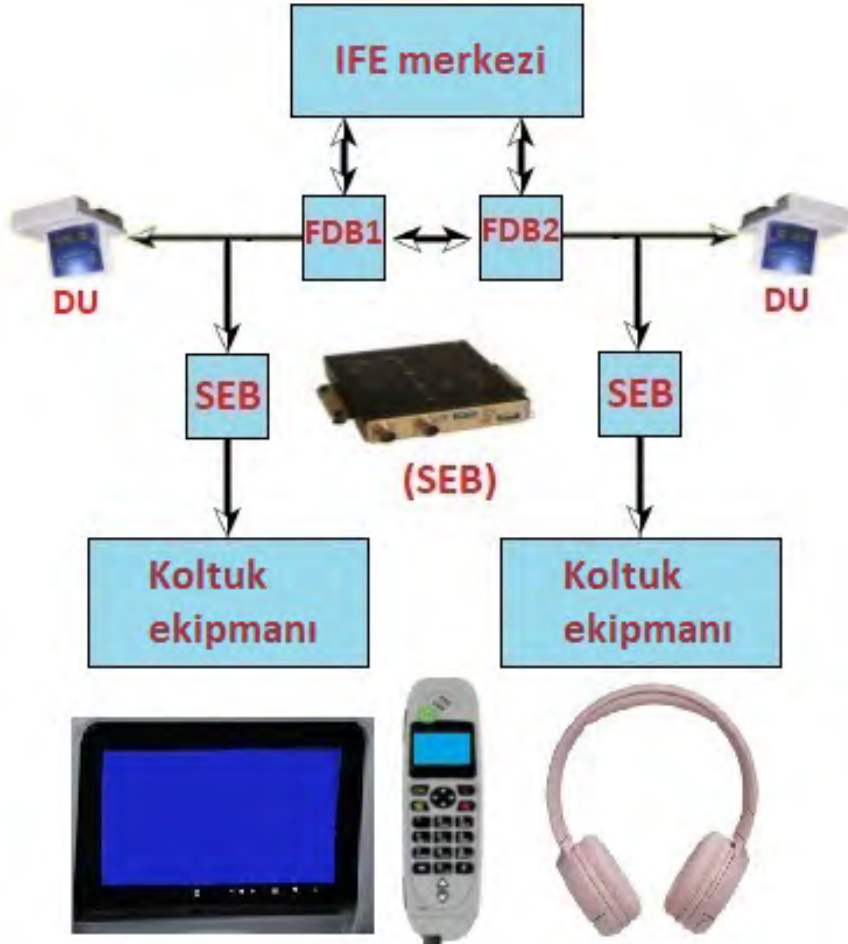 IFE merkezi
FDB1
FDB2
DU
DU
SEB
SEB
(SEB)
Koltuk
ekipmanı
Koltuk
ekipmanı